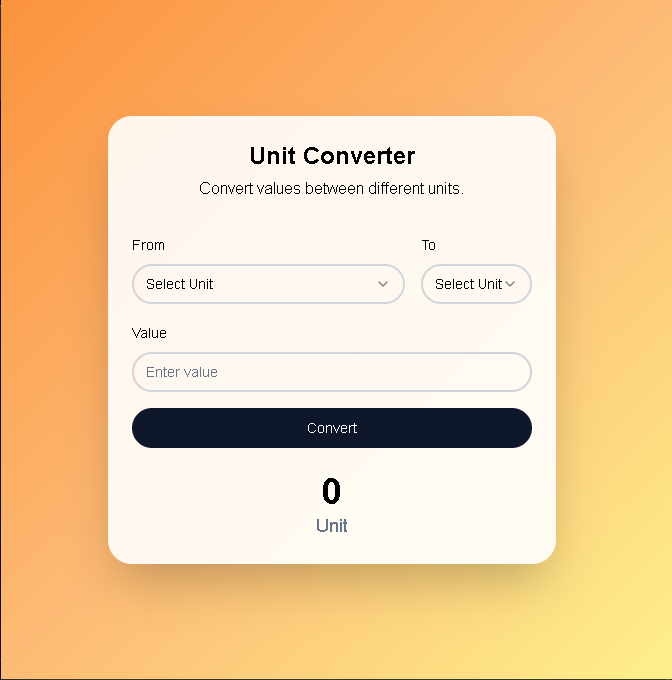 Unit Converter
Convert values between different units.
From To
Select Unit Select Unit
Value
Enter value
Convert
0
Unit